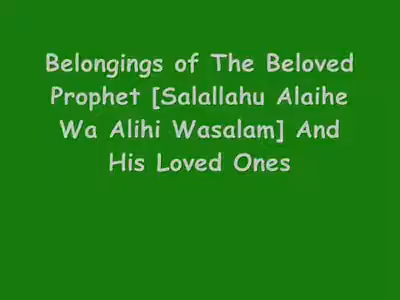 Belongings of The Beloved
Prophet [Salallahu Alaihe
Wa Alihi Wasalam] And
His Loved Ones